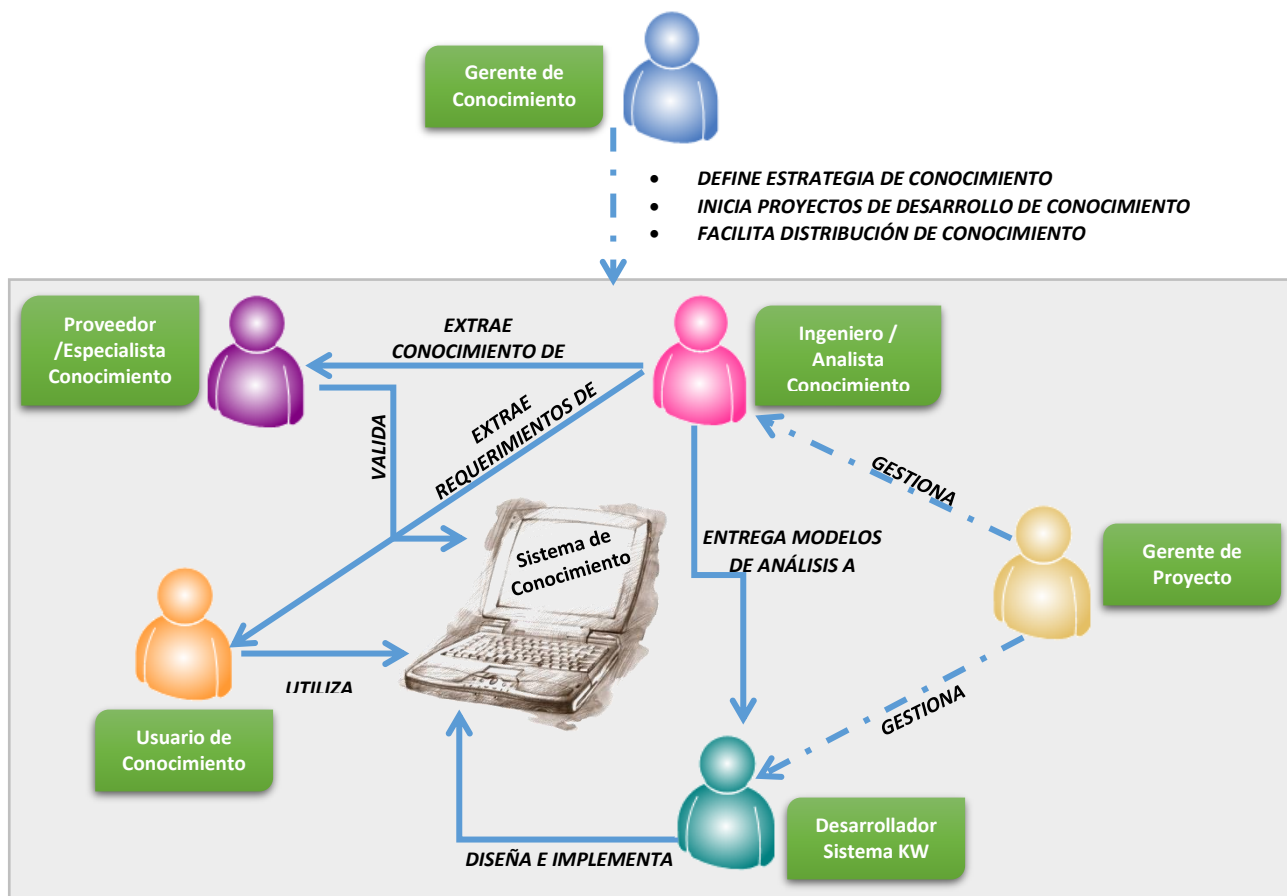 Gerente de
Conocimiento
• DEFINE ESTRATEGIA DE CONOCIMIENTO
• INICIA PROYECTOS DE DESARROLLO DE CONOCIMIENTO
• FACILITA DISTRIBUCIÓN DE CONOCIMIENTO
Proveedor
/Especialista
Conocimiento
EXTRAE
CONOCIMIENTO DE
Ingeniero /
Analista
Conocimiento
VALIDA
EXTRAE
REQUERIMIENTOS DE
GESTIONA
Sistema de
Conocimiento
ENTREGA MODELOS
DE ANÁLISIS A
Gerente de
Proyecto
UTILIZA
GESTIONA
Usuario de
Conocimiento
DISEÑA E IMPLEMENTA
Desarrollador
Sistema KW